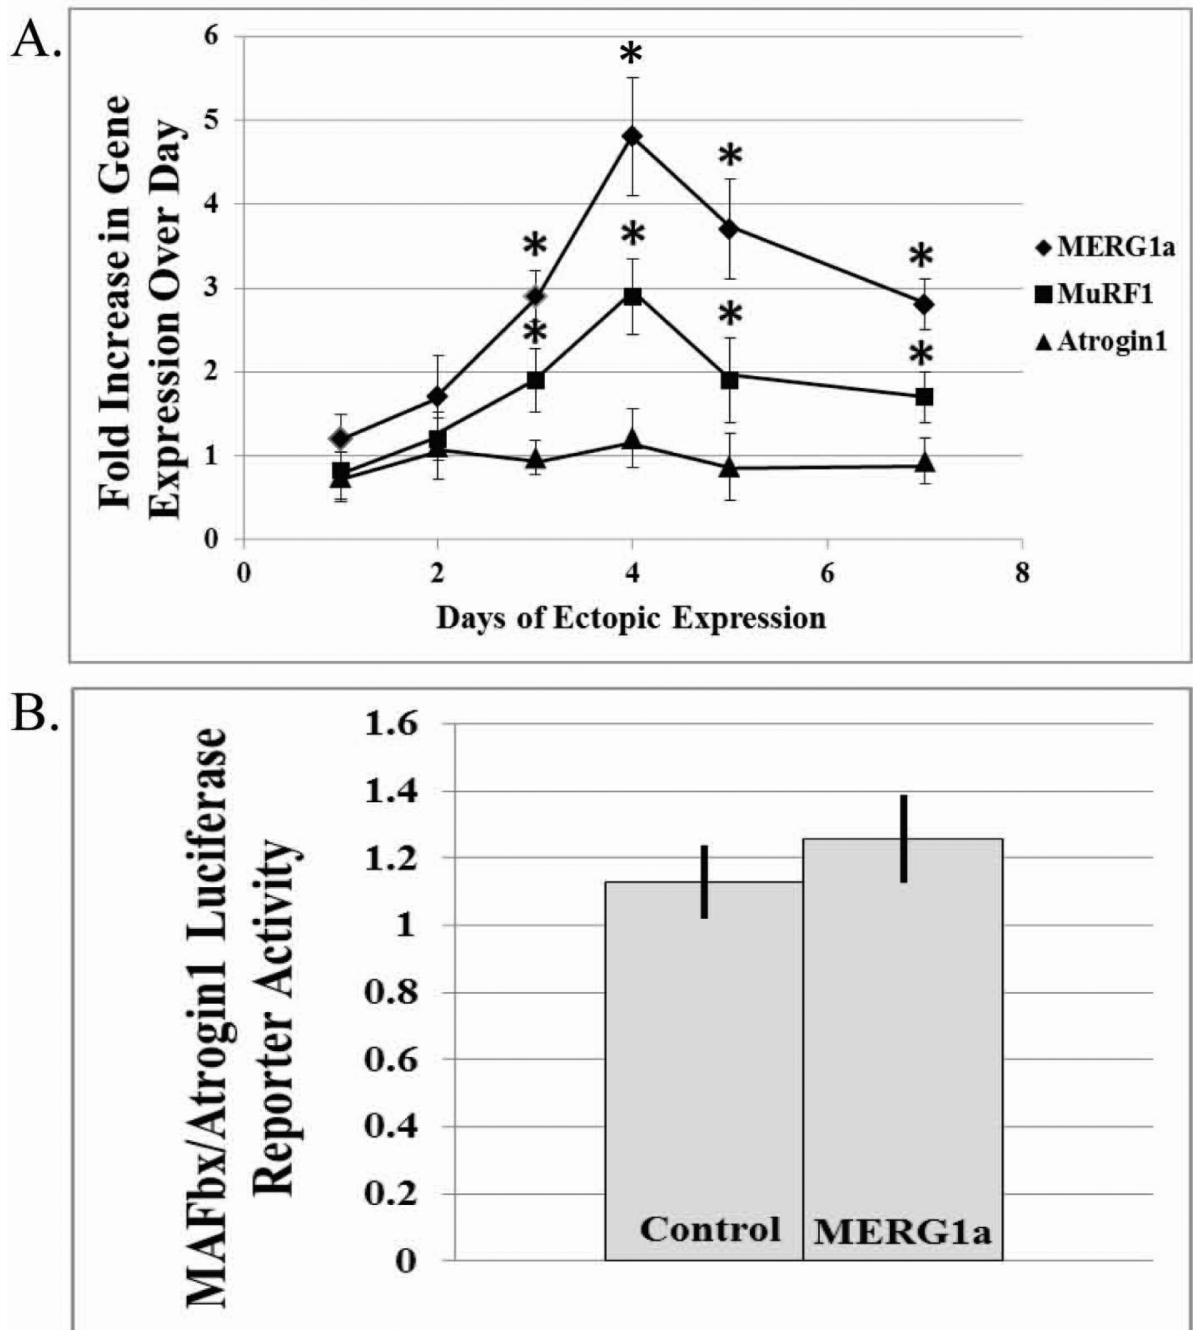 A.
Fold Increase in Gene
Expression Over Day
6
5
4
3
2
1
0
* * * * * * * *
0 2 4 6 8
Days of Ectopic Expression
MERG1a
MuRF1
Atrogin1
B.
MAFbx/Atrogin1 Luciferase
Reporter Activity
1.6
1.4
1.2
1
0.8
0.6
0.4
0.2
0
Control MERG1a